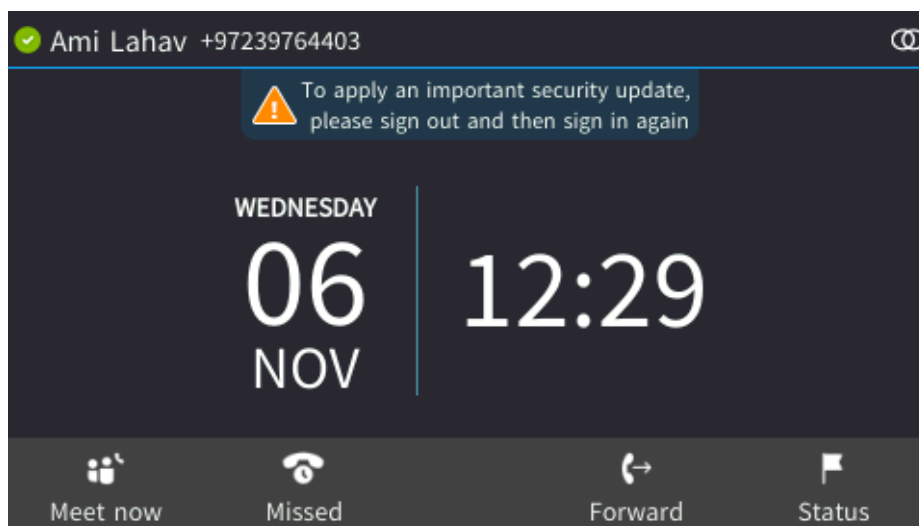 Ami Lahav +97239764403
To apply an important security update,
please sign out and then sign in again
WEDNESDAY
06
NOV
12:29
Meet now Missed Forward Status